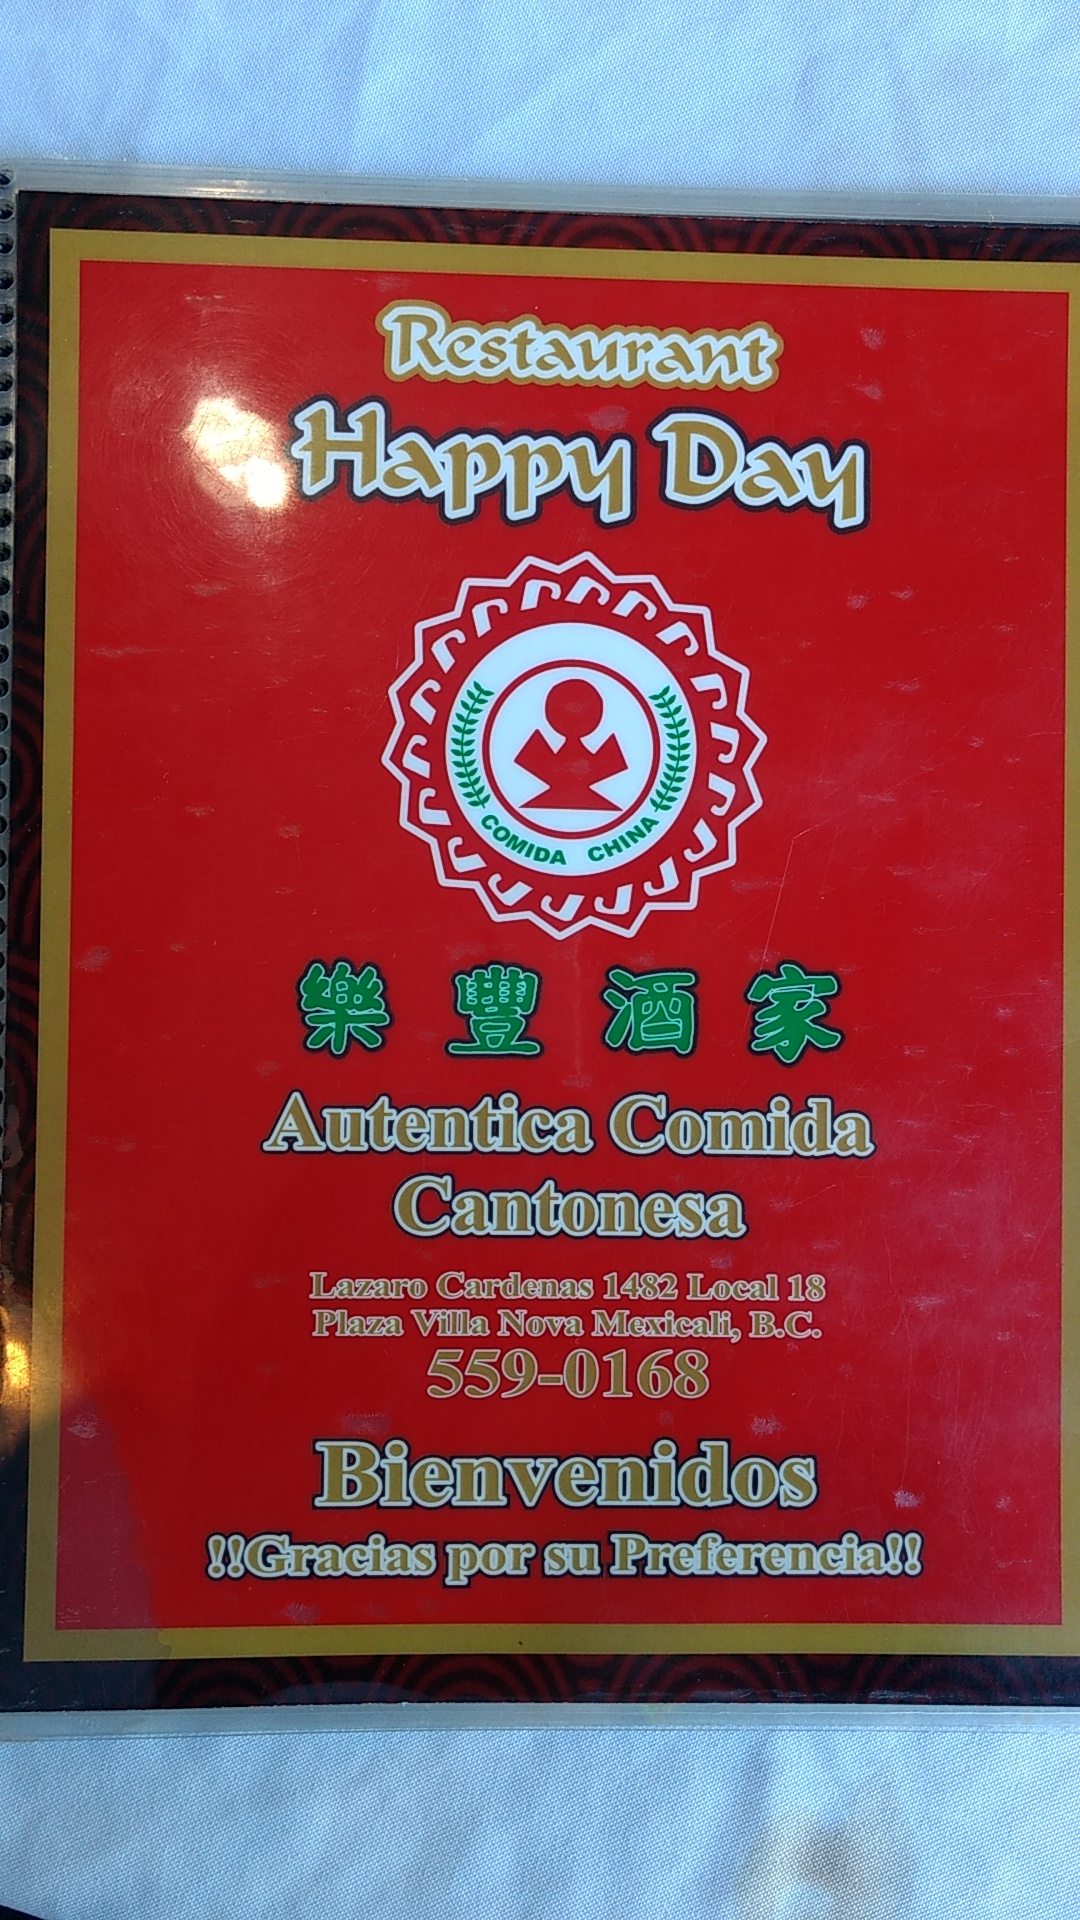 Restaurant
Happy Day
COMIDA CHINA
樂豐酒家
Autentica Comida
Cantonesa
Lazaro Cardenas 1482 Local 18
Plaza Villa Nova Mexicali, B.C.
559-0168
Bienvenidos
!!Gracias por su Preferencia!!